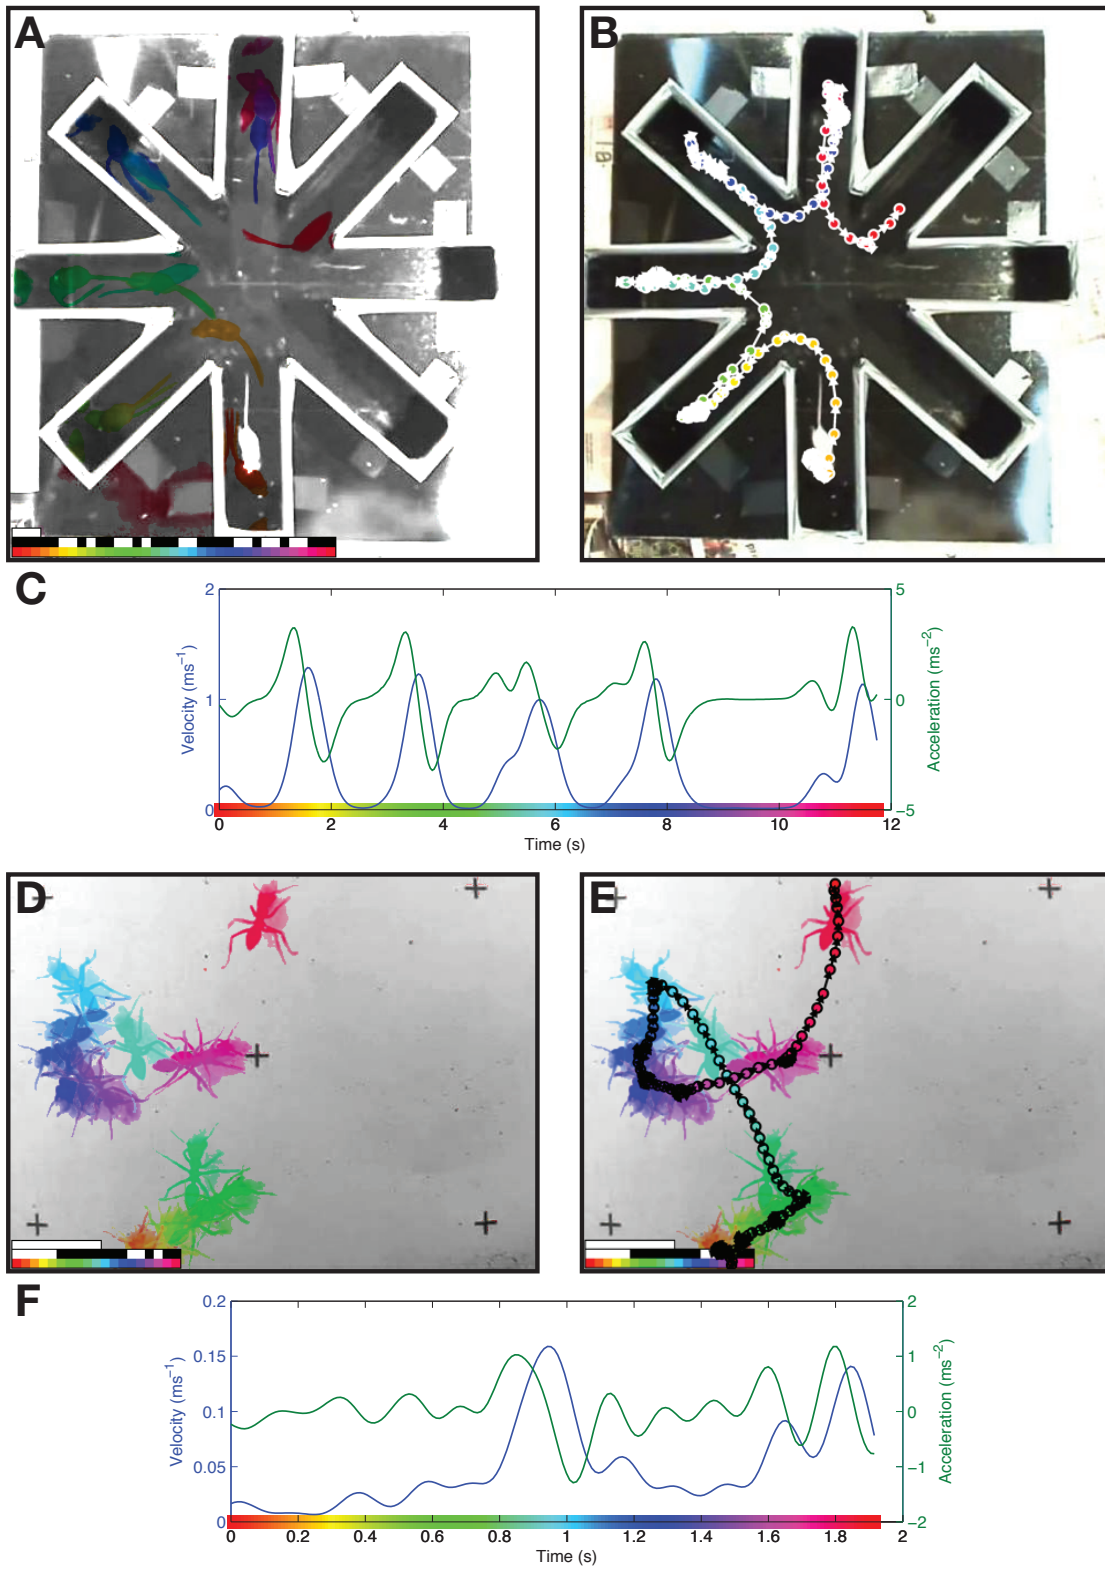 A
B
10.
C
2
1
0
Velocity (ms⁻¹)
5
0
−5
Acceleration (ms⁻²)
0 2 4 6 8 10 12
Time (s)
D
E
F
0.2
0.15
0.1
0.05
0
Velocity (ms⁻¹)
2
1
0
−1
−2
Acceleration (ms⁻²)
0 0.2 0.4 0.6 0.8 1 1.2 1.4 1.6 1.8 2
Time (s)